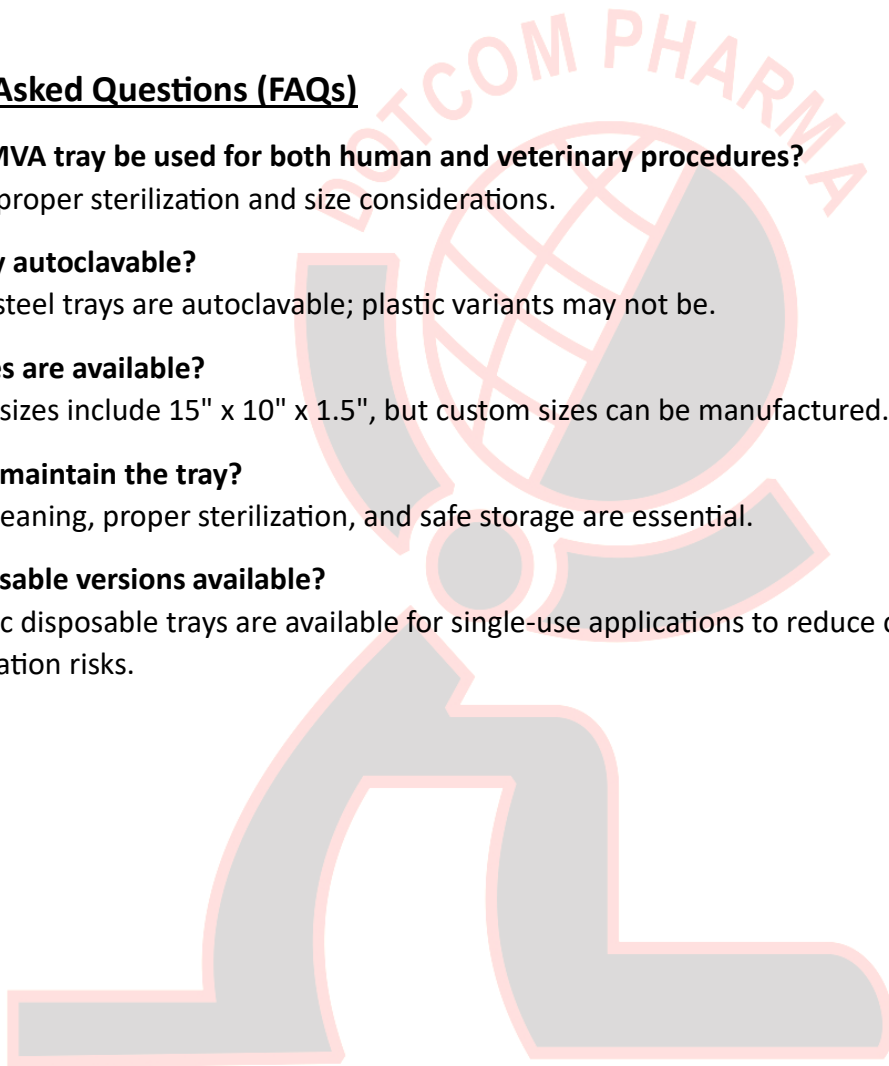 DOTCOM PHARMA
Asked Questions (FAQs)
MVA tray be used for both human and veterinary procedures?
proper sterilization and size considerations.
y autoclavable?
steel trays are autoclavable; plastic variants may not be.
es are available?
sizes include 15" x 10" x 1.5", but custom sizes can be manufactured.
maintain the tray?
leaning, proper sterilization, and safe storage are essential.
sable versions available?
c disposable trays are available for single-use applications to reduce c
ation risks.